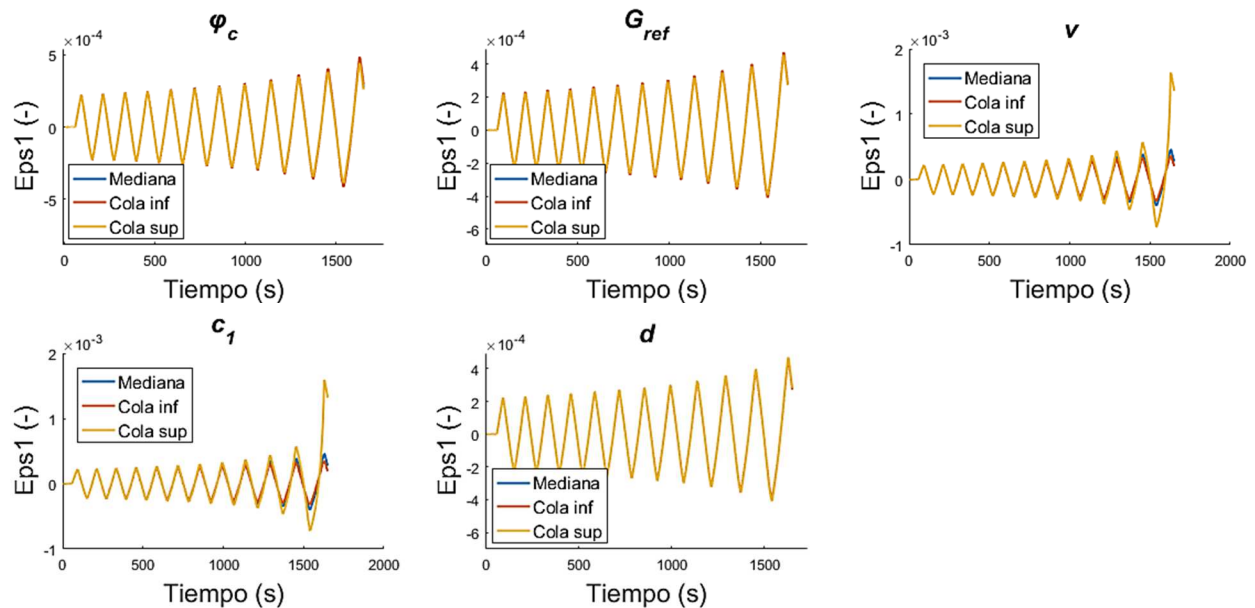 φc
×10-4
5
0
-5
Eps1 (-)
Mediana
Cola inf
Cola sup
0
500
1000
1500
Tiempo (s)
Gref
×10-4
4
2
0
-2
-4
-6
Eps1 (-)
Mediana
Cola inf
Cola sup
0
500
1000
1500
Tiempo (s)
v
×10-3
2
1
0
-1
Eps1 (-)
Mediana
Cola inf
Cola sup
0
500
1000
1500
2000
Tiempo (s)
c1
×10-3
2
1
0
-1
Eps1 (-)
Mediana
Cola inf
Cola sup
0
500
1000
1500
2000
Tiempo (s)
d
×10-4
4
2
0
-2
-4
-6
Eps1 (-)
Mediana
Cola inf
Cola sup
0
500
1000
1500
Tiempo (s)